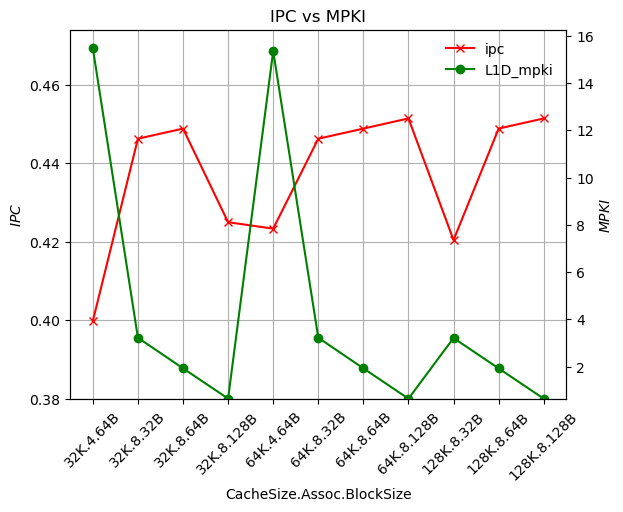 IPC vs MPKI
ipc
L1D_mpki
0.46
0.44
0.42
0.40
0.38
IPC
16
14
12
10
8
6
4
2
MPKI
32K.4.64B
32K.8.32B
32K.8.64B
32K.8.128B
64K.4.64B
64K.8.32B
64K.8.64B
64K.8.128B
128K.8.32B
128K.8.64B
128K.8.128B
CacheSize.Assoc.BlockSize